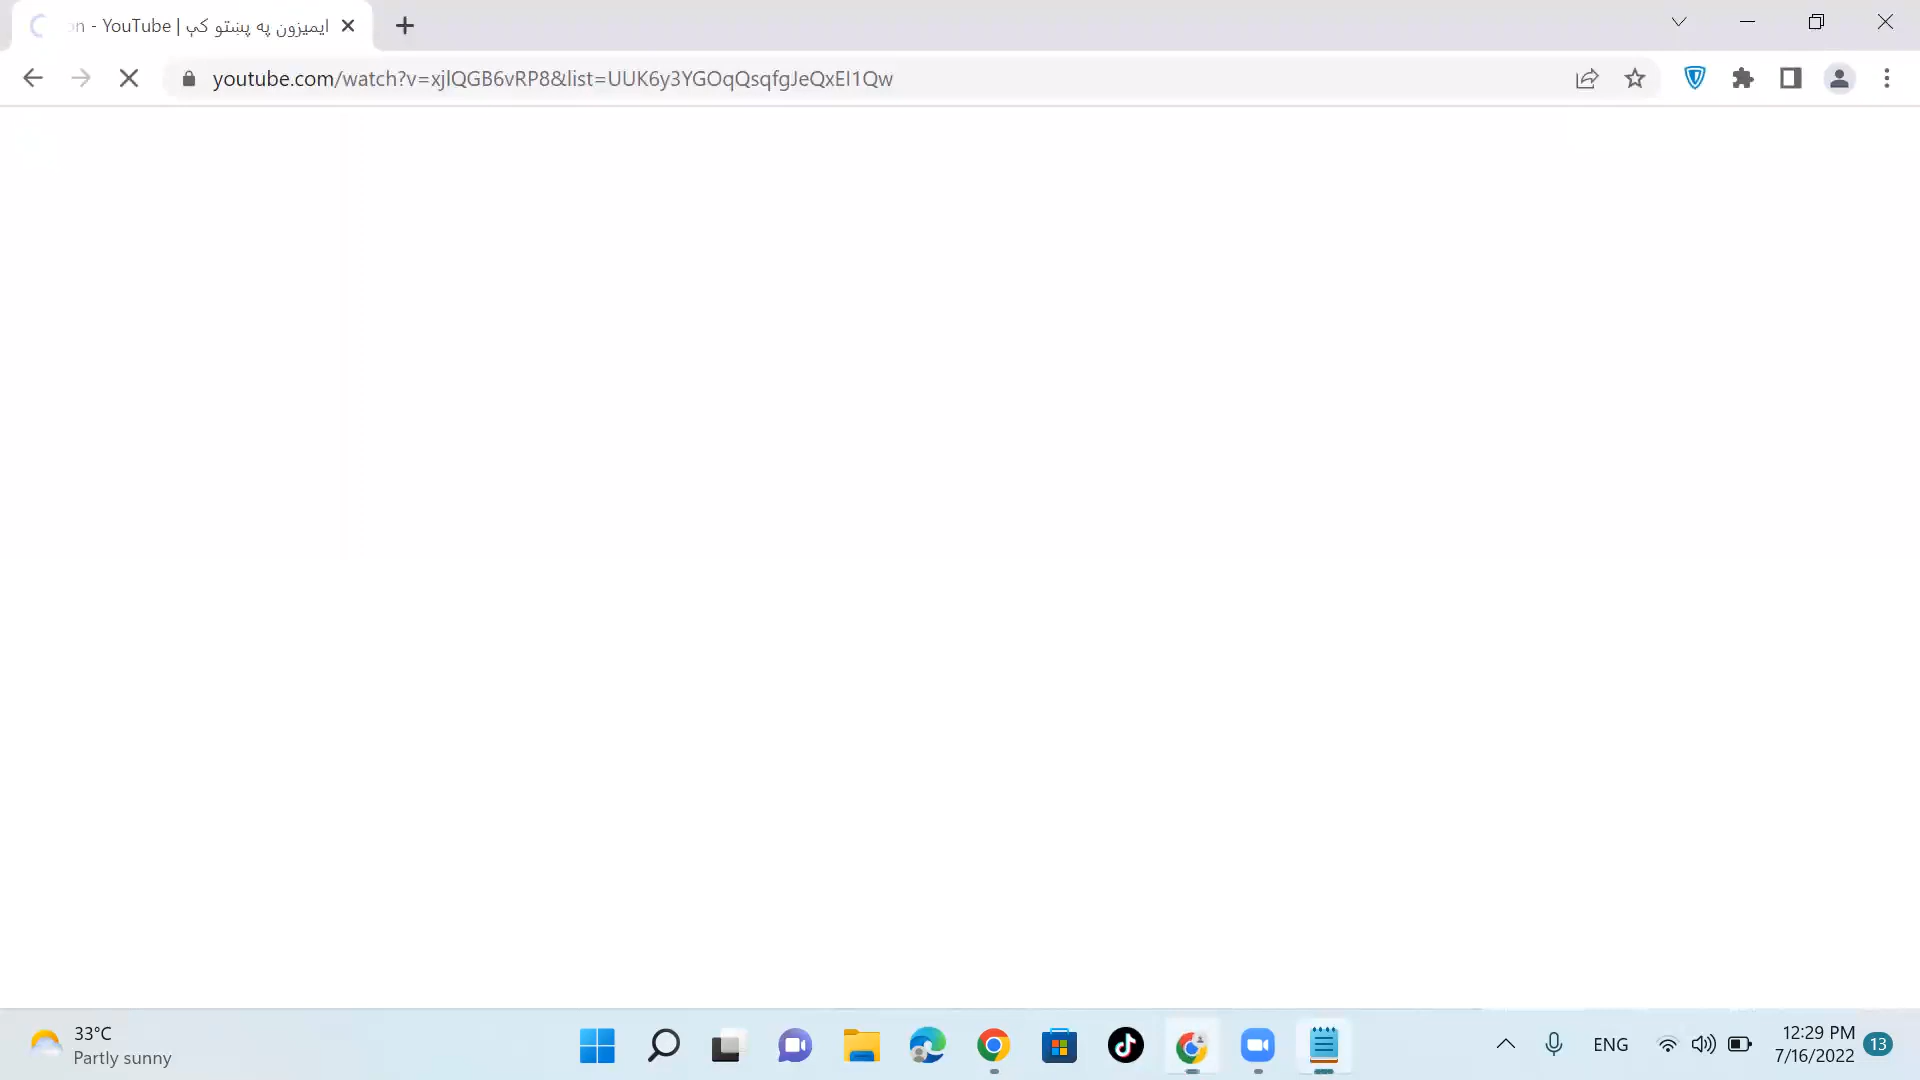 on - YouTube | ایمیزون په پښتو کې
youtube.com/watch?v=xjlQGB6vRP8&list=UUK6y3YGOqQsqfgJeQxEl1Qw
33°C
Partly sunny
ENG
12:29 PM
7/16/2022
13